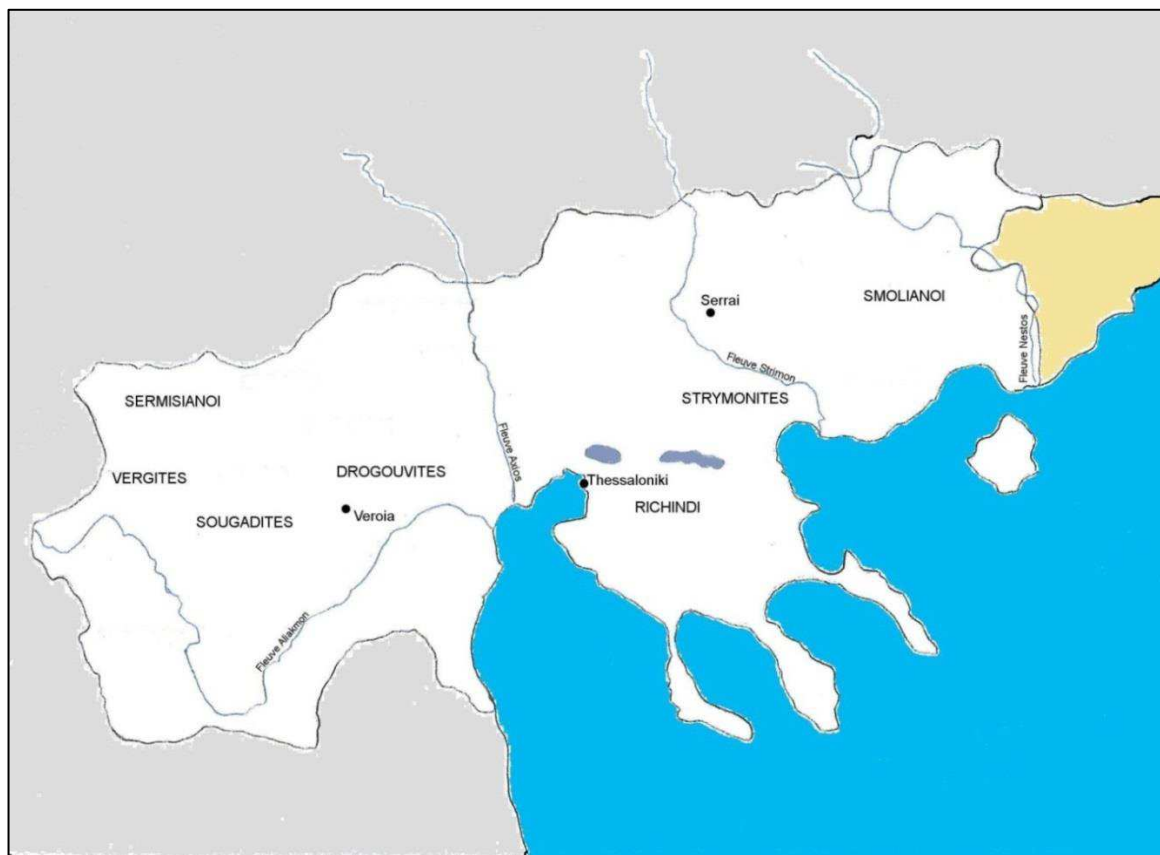 Serrai
SMOLIANOI
Fleuve Nestos
Fleuve Strimon
SERMISIANOI
STRYMONITES
Fleuve Axios
VERGITES
DROGOUVITES
Thessaloniki
SOUGADITES
Veroia
RICHINDI
Fleuve Aliakmon